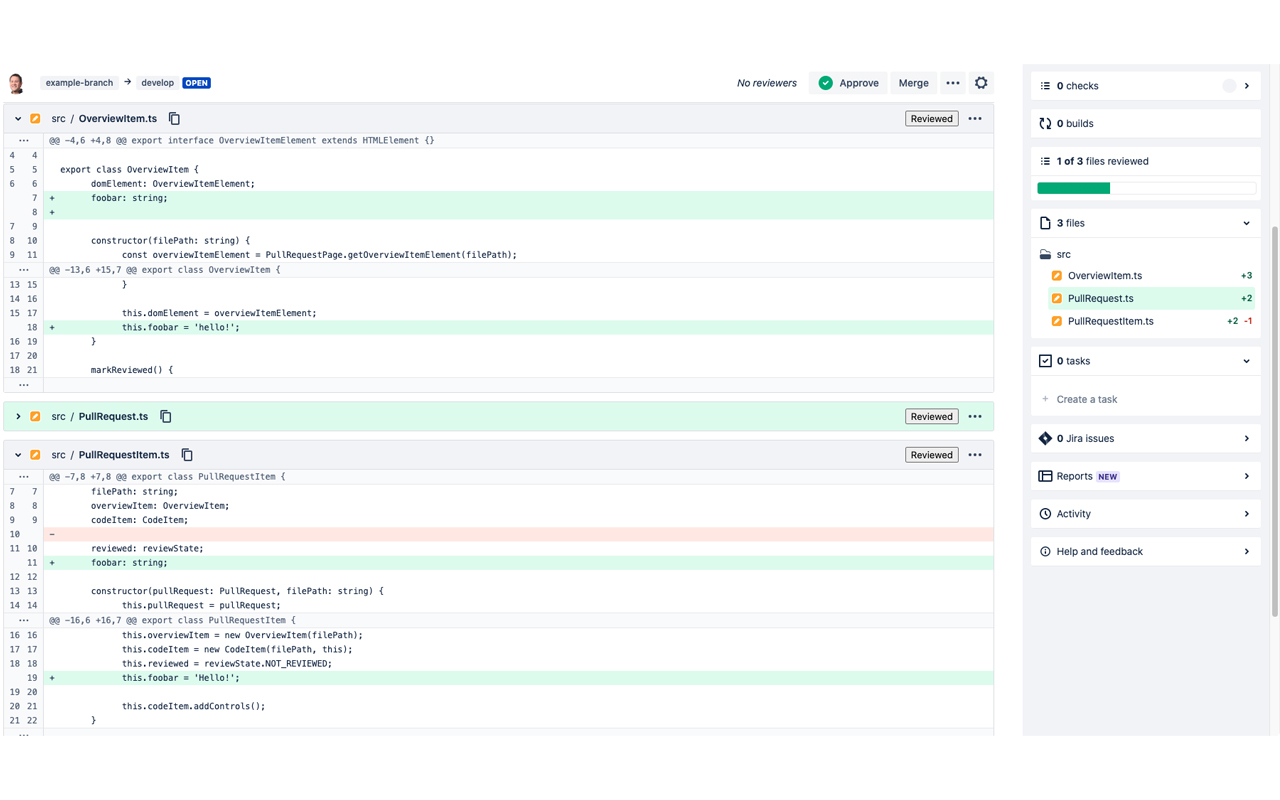 example-branch → develop OPEN
No reviewers Approve Merge
src / OverviewItem.ts Reviewed
@@ -4,6 +4,8 @@ export interface OverviewItemElement extends HTMLElement {}
4 4
5 5 export class OverviewItem {
6 6 domElement: OverviewItemElement;
7 + foobar: string;
8 +
7 9
8 10 constructor(filePath: string) {
9 11 const overviewItemElement = PullRequestPage.getOverviewItemElement(filePath);
@@ -13,6 +15,7 @@ export class OverviewItem {
13 15 }
14 16
15 17 this.domElement = overviewItemElement;
18 + this.foobar = 'hello!';
16 19 }
17 20
18 21 markReviewed() {
src / PullRequest.ts Reviewed
src / PullRequestItem.ts Reviewed
@@ -7,8 +7,8 @@ export class PullRequestItem {
7 7 filePath: string;
8 8 overviewItem: OverviewItem;
9 9 codeItem: CodeItem;
10 -
11 10 reviewed: reviewState;
11 + foobar: string;
12 12
13 13 constructor(pullRequest: PullRequest, filePath: string) {
14 14 this.pullRequest = pullRequest;
@@ -16,6 +16,7 @@ export class PullRequestItem {
16 16 this.overviewItem = new OverviewItem(filePath);
17 17 this.codeItem = new CodeItem(filePath, this);
18 18 this.reviewed = reviewState.NOT_REVIEWED;
19 + this.foobar = 'Hello!';
19 20
20 21 this.codeItem.addControls();
21 22 }
0 checks
0 builds
1 of 3 files reviewed
3 files
src
OverviewItem.ts +3
PullRequest.ts +2
PullRequestItem.ts +2 -1
0 tasks
+ Create a task
0 Jira issues
Reports NEW
Activity
Help and feedback